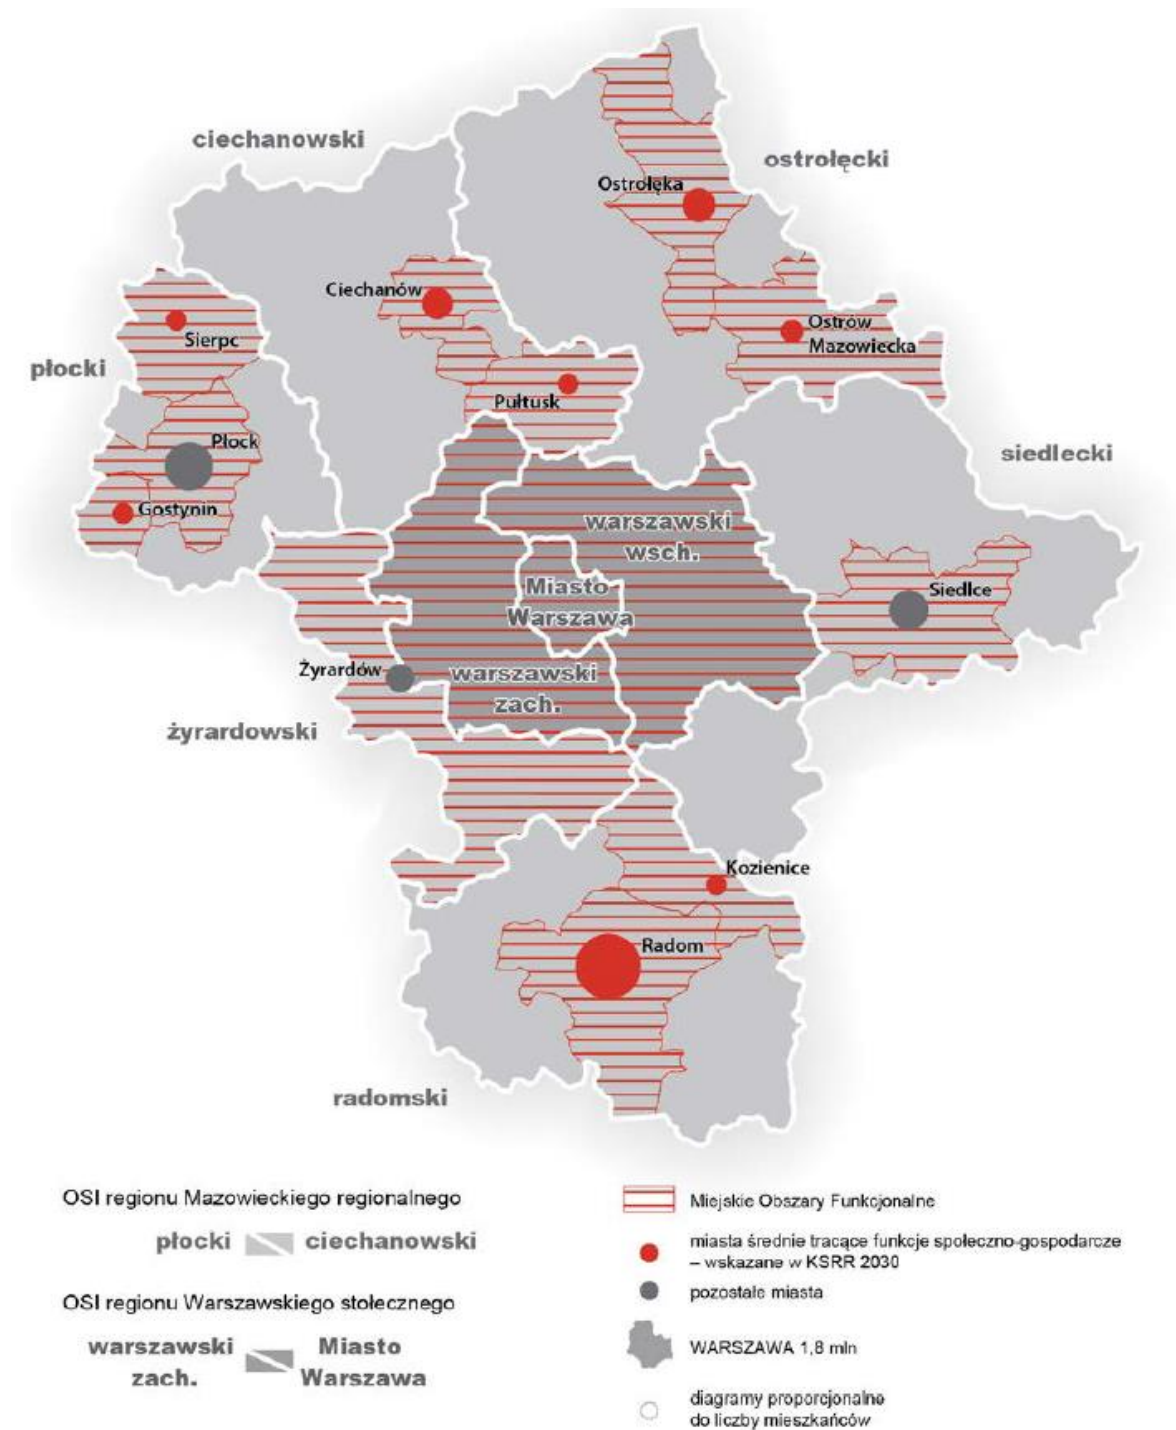 ciechanowski
ostrołęcki
Ostrołęka
Ciechanów
Sierpc
Ostrów
Mazowiecka
płocki
Pułtusk
Płock
siedlecki
Gostynin
warszawski
wsch.
Miasto
Warszawa
Siedlce
Żyrardów
warszawski
zach.
żyrardowski
Kozienice
Radom
radomski
OSI regionu Mazowieckiego regionalnego
płocki ciechanowski
OSI regionu Warszawskiego stołecznego
warszawski Miasto
zach. Warszawa
Miejskie Obszary Funkcjonalne
miasta średnie tracące funkcje społeczno-gospodarcze
– wskazane w KSRR 2030
pozostałe miasta
WARSZAWA 1,8 mln
diagramy proporcjonalne
do liczby mieszkańców